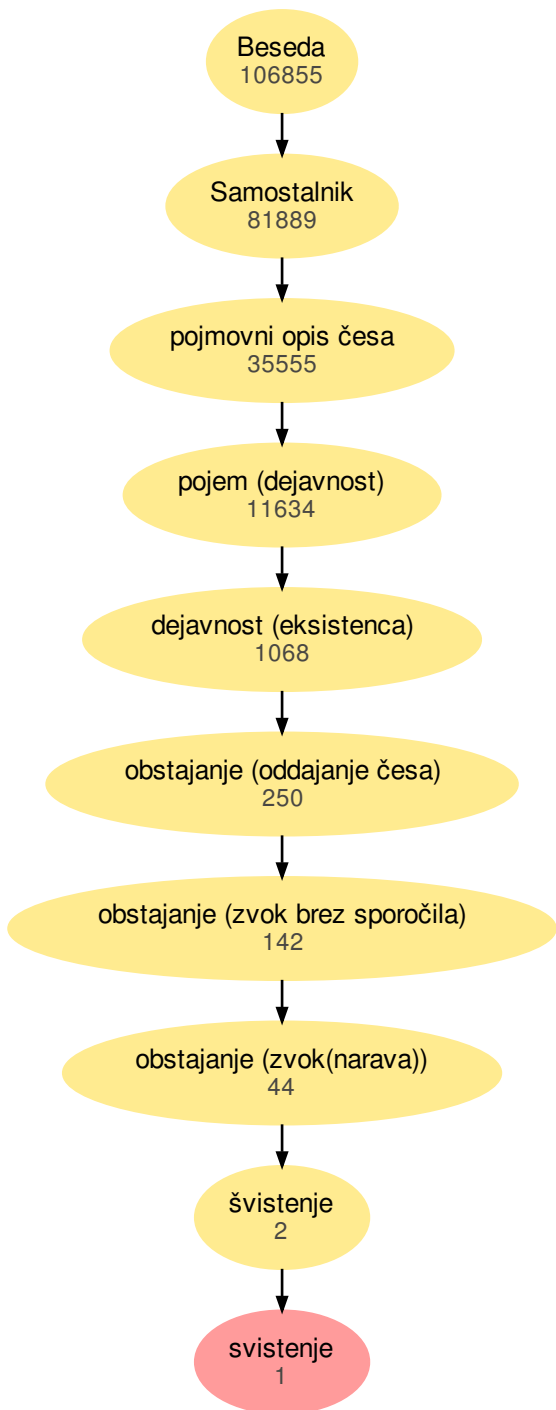 Beseda
106855
Samostalnik
81889
pojmovni opis česa
35555
pojem (dejavnost)
11634
dejavnost (eksistenca)
1068
obstajanje (oddajanje česa)
250
obstajanje (zvok brez sporočila)
142
obstajanje (zvok(narava))
44
švistenje
2
svistenje
1